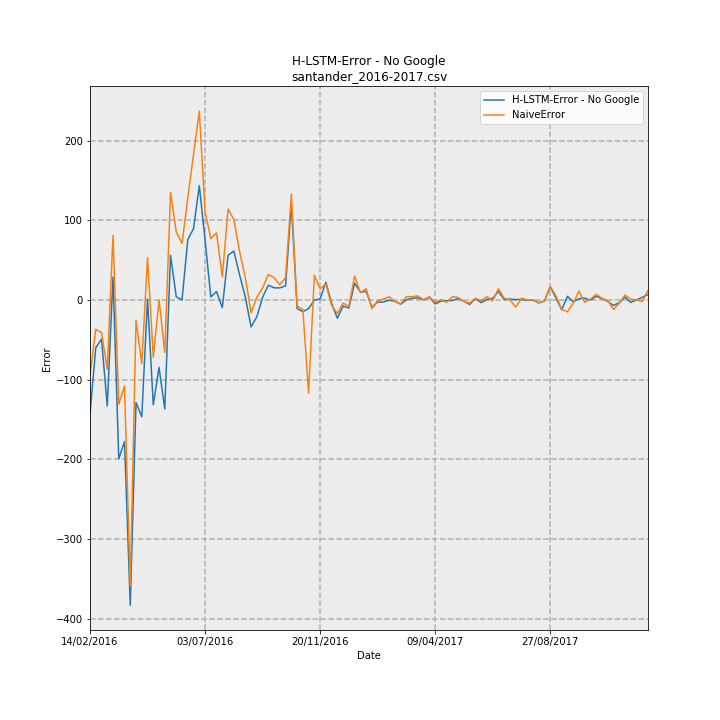 H-LSTM-Error - No Google
santander_2016-2017.csv
H-LSTM-Error - No Google
NaiveError
200
100
0
−100
−200
−300
−400
Error
14/02/2016
03/07/2016
20/11/2016
09/04/2017
27/08/2017
Date